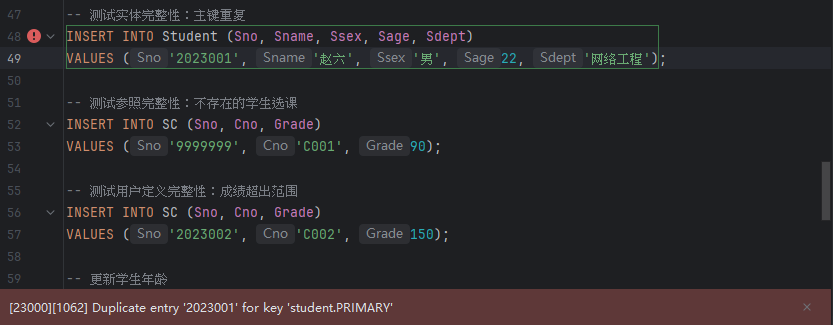 47 -- 测试实体完整性：主键重复
48 INSERT INTO Student (Sno, Sname, Ssex, Sage, Sdept)
49 VALUES ( Sno '2023001', Sname '赵六', Ssex '男', Sage 22, Sdept '网络工程');
50
51 -- 测试参照完整性：不存在的学生选课
52 INSERT INTO SC (Sno, Cno, Grade)
53 VALUES ( Sno '9999999', Cno 'C001', Grade 90);
54
55 -- 测试用户定义完整性：成绩超出范围
56 INSERT INTO SC (Sno, Cno, Grade)
57 VALUES ( Sno '2023002', Cno 'C002', Grade 150);
58
59 -- 更新学生年龄
[23000][1062] Duplicate entry '2023001' for key 'student.PRIMARY'